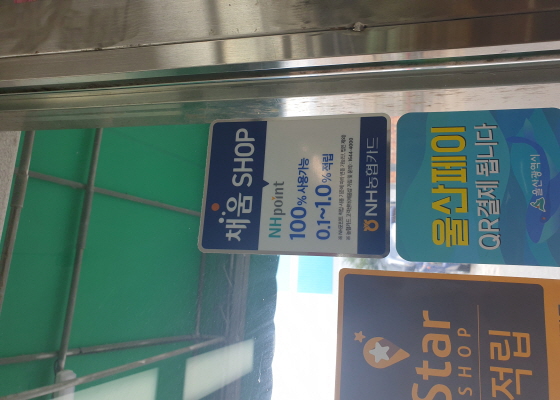 채움 SHOP
NHpoint
100% 사용가능
0.1~1.0% 적립
NH농협카드
울산페이
QR결제 됩니다
울산광역시
Star
SHOP
적립